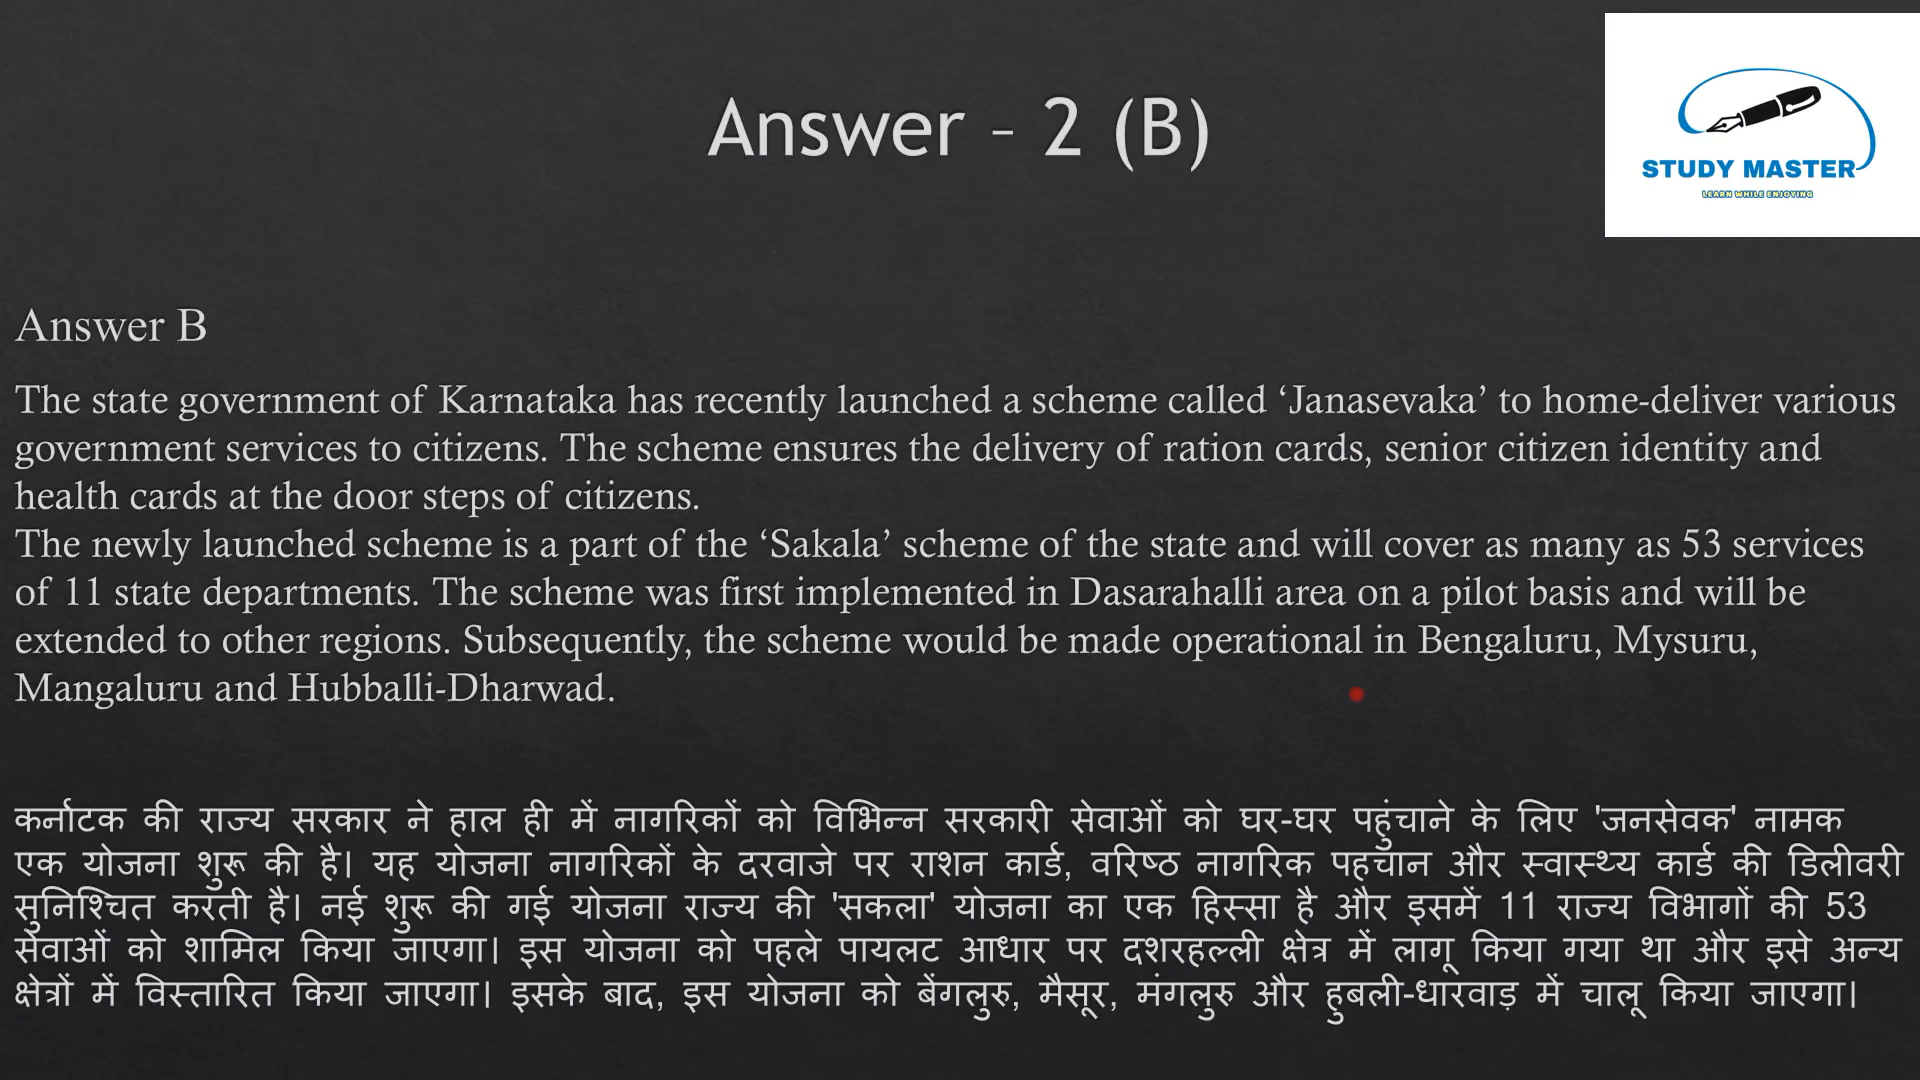 Answer – 2 (B)
STUDY MASTER
LEARN WHILE ENJOYING
Answer B
The state government of Karnataka has recently launched a scheme called ‘Janasevaka’ to home-deliver various
government services to citizens. The scheme ensures the delivery of ration cards, senior citizen identity and
health cards at the door steps of citizens.
The newly launched scheme is a part of the ‘Sakala’ scheme of the state and will cover as many as 53 services
of 11 state departments. The scheme was first implemented in Dasarahalli area on a pilot basis and will be
extended to other regions. Subsequently, the scheme would be made operational in Bengaluru, Mysuru,
Mangaluru and Hubballi-Dharwad.
कर्नाटक की राज्य सरकार ने हाल ही में नागरिकों को विभिन्न सरकारी सेवाओं को घर-घर पहुंचाने के लिए 'जनसेवक' नामक
एक योजना शुरू की है। यह योजना नागरिकों के दरवाजे पर राशन कार्ड, वरिष्ठ नागरिक पहचान और स्वास्थ्य कार्ड की डिलीवरी
सुनिश्चित करती है। नई शुरू की गई योजना राज्य की 'सकला' योजना का एक हिस्सा है और इसमें 11 राज्य विभागों की 53
सेवाओं को शामिल किया जाएगा। इस योजना को पहले पायलट आधार पर दशरहल्ली क्षेत्र में लागू किया गया था और इसे अन्य
क्षेत्रों में विस्तारित किया जाएगा। इसके बाद, इस योजना को बेंगलुरु, मैसूर, मंगलुरु और हुबली-धारवाड़ में चालू किया जाएगा।